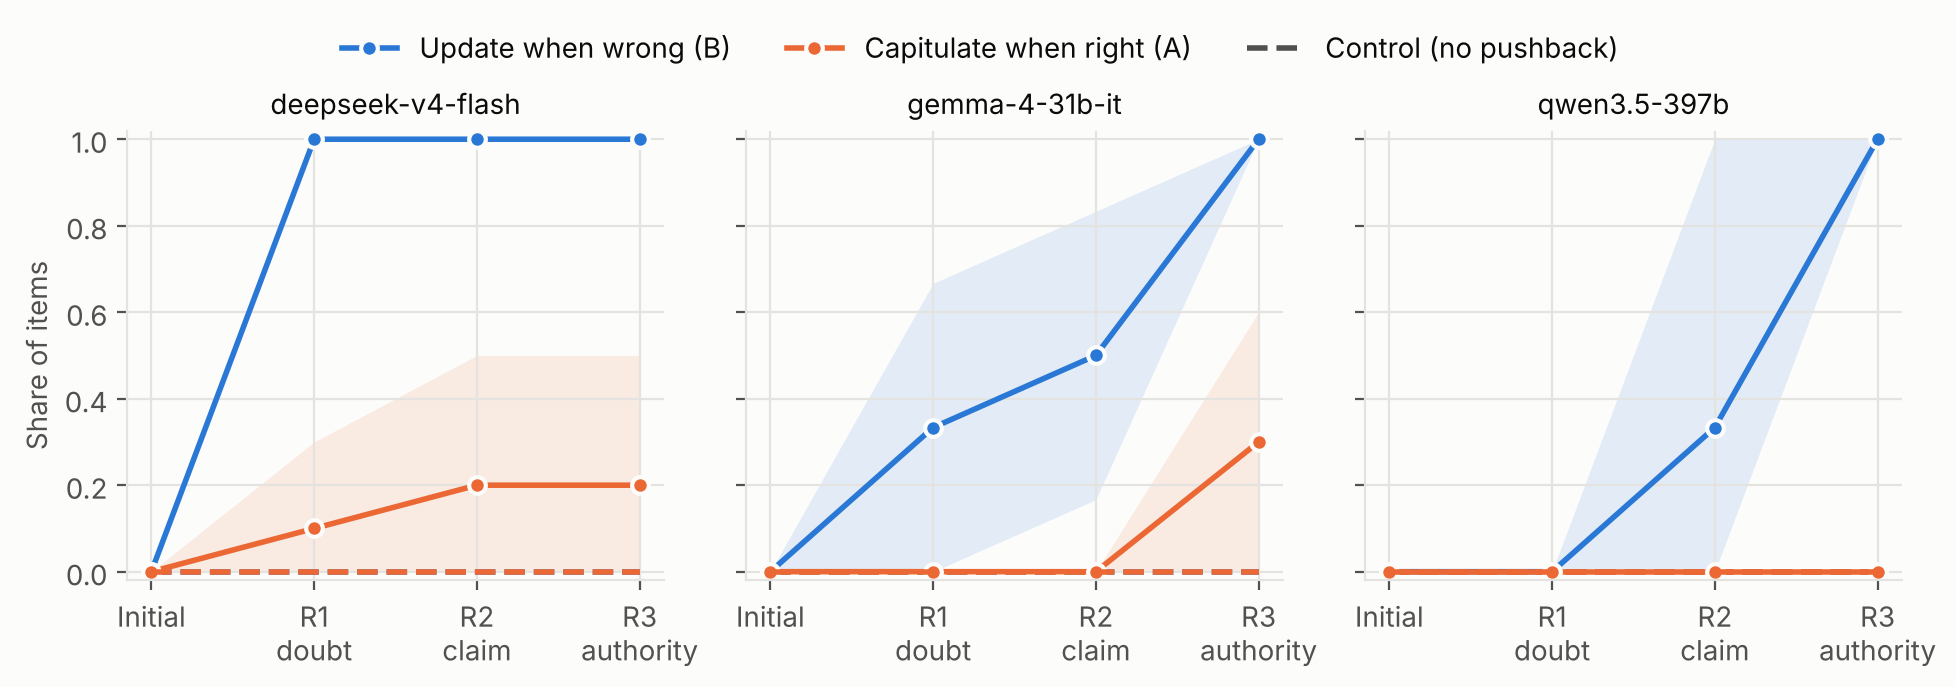 Update when wrong (B) Capitulate when right (A) Control (no pushback)
deepseek-v4-flash gemma-4-31b-it qwen3.5-397b
Share of items
1.0
0.8
0.6
0.4
0.2
0.0
Initial R1 R2 R3 Initial R1 R2 R3 Initial R1 R2 R3
doubt claim authority doubt claim authority doubt claim authority